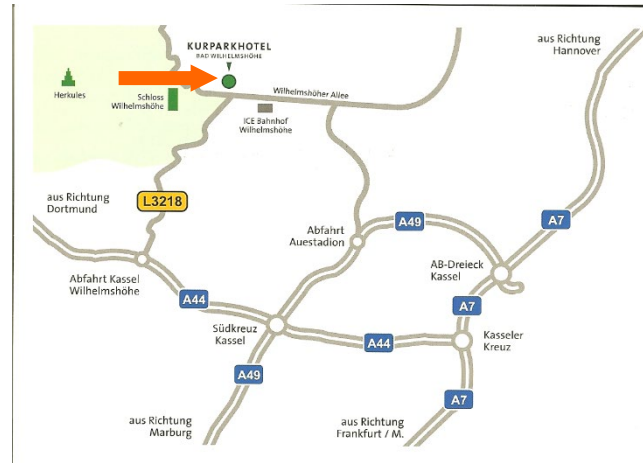 aus Richtung
Hannover
KURPARKHOTEL
BAD WILHELMSHÖHE
Herkules
Schloss
Wilhelmshöhe
Wilhelmshöher Allee
ICE Bahnhof
Wilhelmshöhe
aus Richtung
Dortmund
L3218
Abfahrt
Auestadion
A49
A7
AB-Dreieck
Kassel
Abfahrt Kassel
Wilhelmshöhe
A44
A7
Südkreuz
Kassel
A44
Kasseler
Kreuz
A49
A7
aus Richtung
Marburg
aus Richtung
Frankfurt / M.